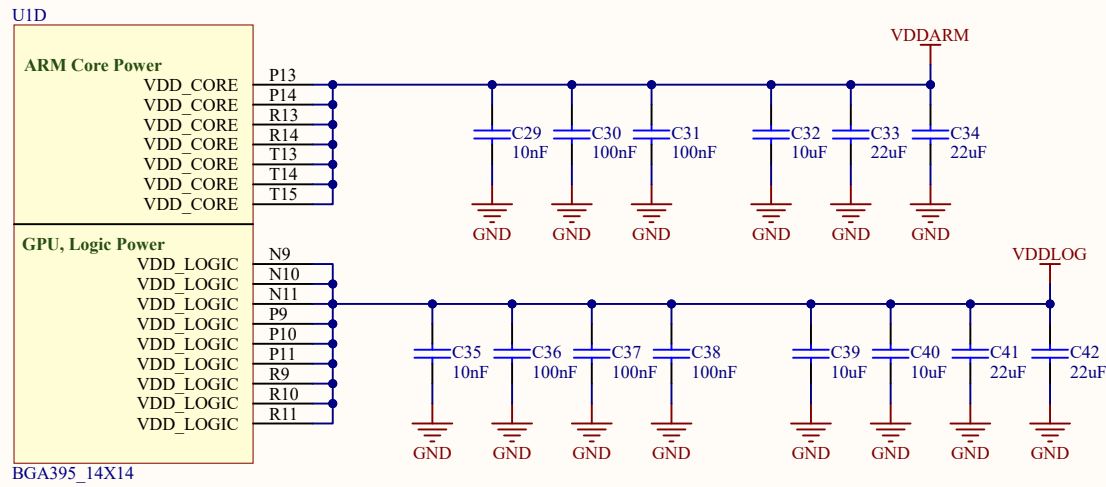 U1D
ARM Core Power
VDD_CORE P13
VDD_CORE P14
VDD_CORE R13
VDD_CORE R14
VDD_CORE T13
VDD_CORE T14
VDD_CORE T15
VDDARM
C29 C30 C31 C32 C33 C34
10nF 100nF 100nF 10uF 22uF 22uF
GND GND GND GND GND GND
GPU, Logic Power
VDD_LOGIC N9
VDD_LOGIC N10
VDD_LOGIC N11
VDD_LOGIC P9
VDD_LOGIC P10
VDD_LOGIC P11
VDD_LOGIC R9
VDD_LOGIC R10
VDD_LOGIC R11
VDDLOG
C35 C36 C37 C38 C39 C40 C41 C42
10nF 100nF 100nF 100nF 10uF 10uF 22uF 22uF
GND GND GND GND GND GND GND GND
BGA395_14X14